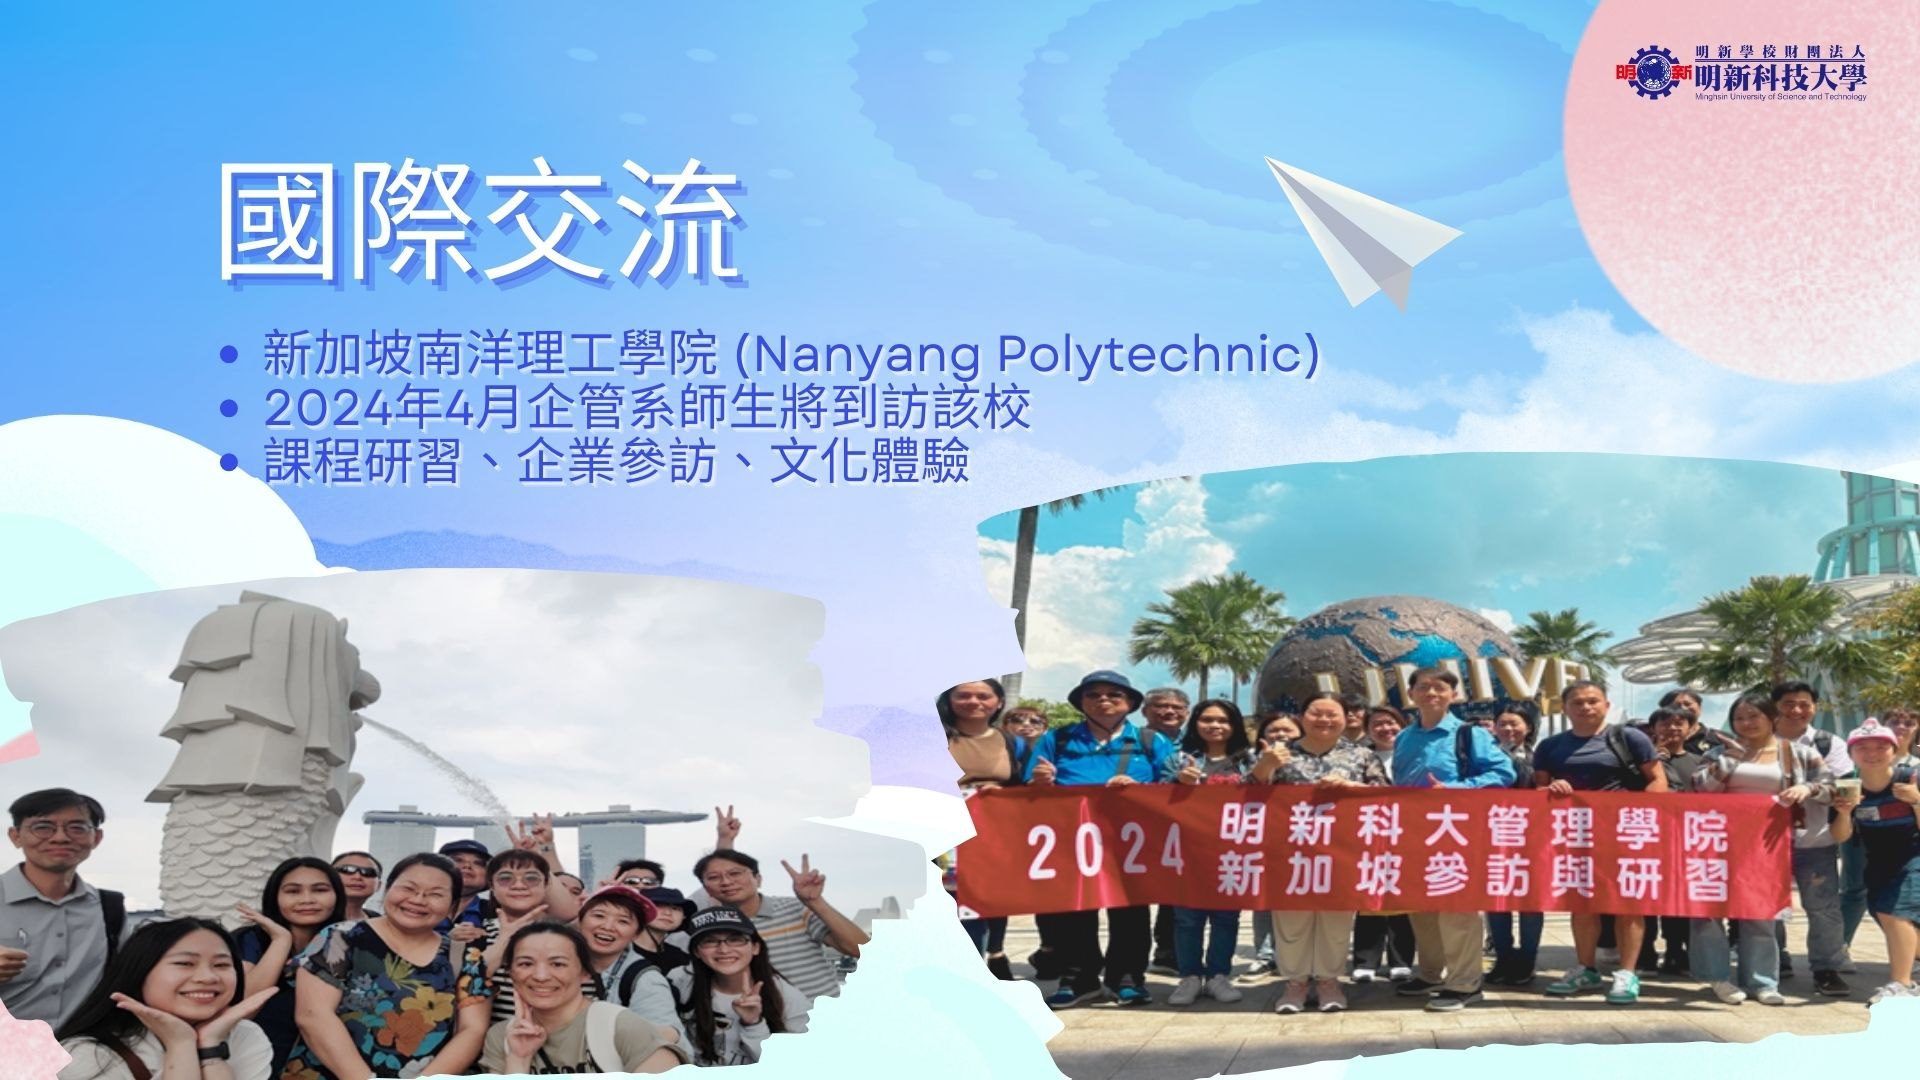 明新學校財團法人
明新
明新科技大學
Minghsin University of Science and Technology
國際交流
新加坡南洋理工學院 (Nanyang Polytechnic)
2024年4月企管系師生將到訪該校
課程研習、企業參訪、文化體驗
UNIVE
2024 明新科大管理學院
新加坡參訪與研習